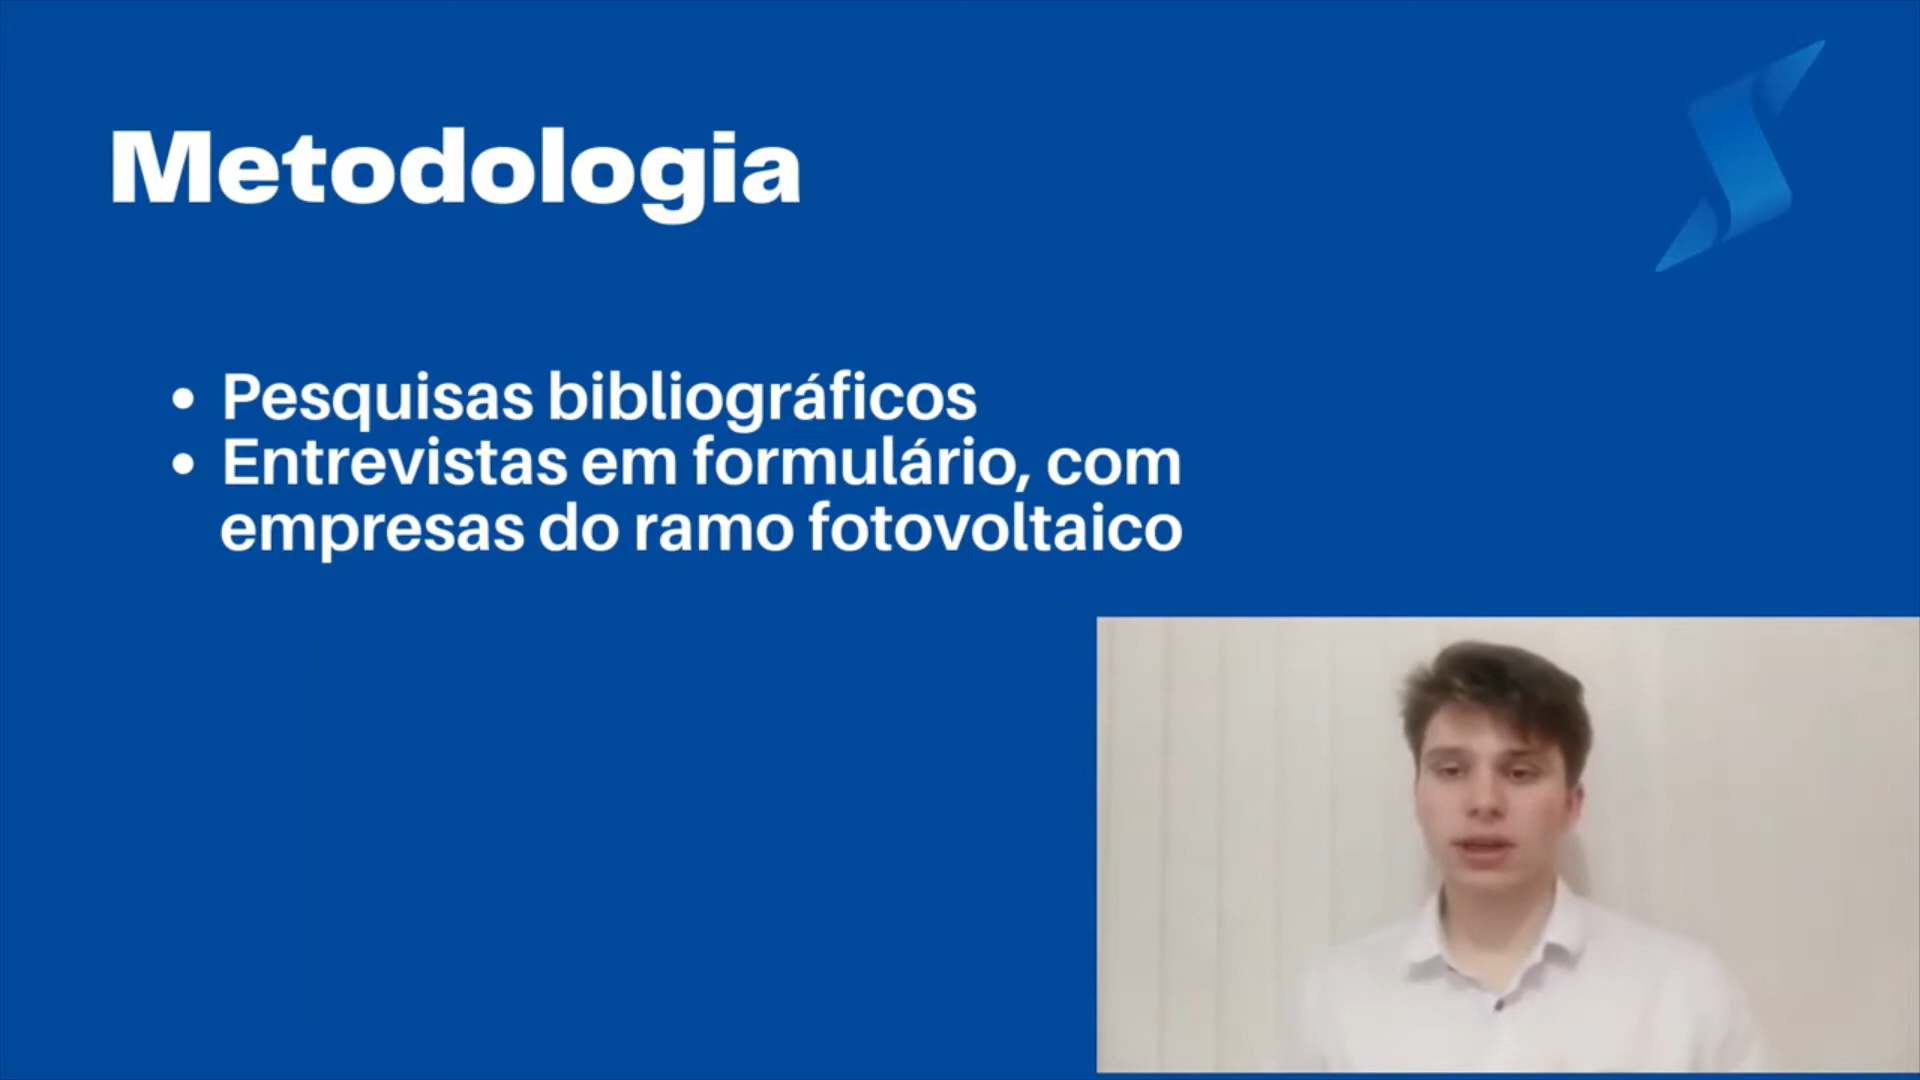 Metodologia
• Pesquisas bibliográficos
• Entrevistas em formulário, com
empresas do ramo fotovoltaico